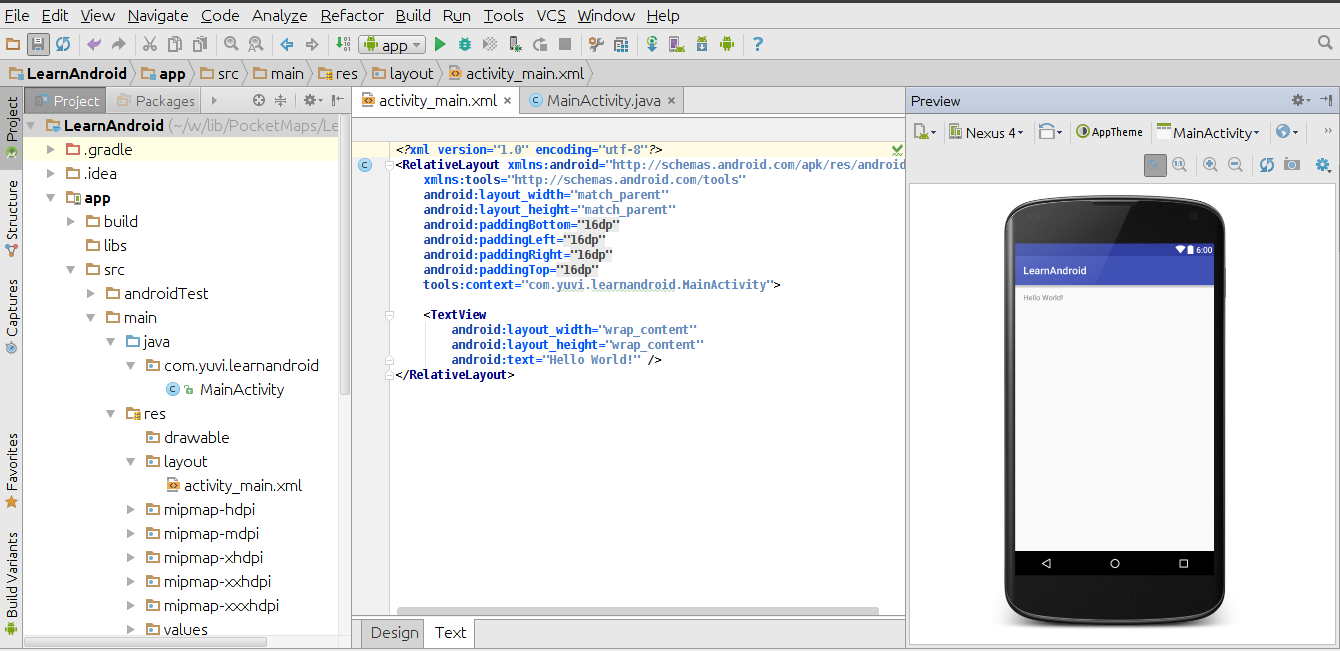 File Edit View Navigate Code Analyze Refactor Build Run Tools VCS Window Help
app
LearnAndroid app src main res layout activity_main.xml
Project Packages
activity_main.xml MainActivity.java
Preview
Project
Structure
Captures
Favorites
Build Variants
LearnAndroid (~/w/lib/PocketMaps/Le
.gradle
.idea
app
build
libs
src
androidTest
main
java
com.yuvi.learnandroid
MainActivity
res
drawable
layout
activity_main.xml
mipmap-hdpi
mipmap-mdpi
mipmap-xhdpi
mipmap-xxhdpi
mipmap-xxxhdpi
values
<?xml version="1.0" encoding="utf-8"?>
<RelativeLayout xmlns:android="http://schemas.android.com/apk/res/android
xmlns:tools="http://schemas.android.com/tools"
android:layout_width="match_parent"
android:layout_height="match_parent"
android:paddingBottom="16dp"
android:paddingLeft="16dp"
android:paddingRight="16dp"
android:paddingTop="16dp"
tools:context="com.yuvi.learnandroid.MainActivity">
<TextView
android:layout_width="wrap_content"
android:layout_height="wrap_content"
android:text="Hello World!" />
</RelativeLayout>
Design Text
Nexus 4 AppTheme MainActivity
6:00
LearnAndroid
Hello World!